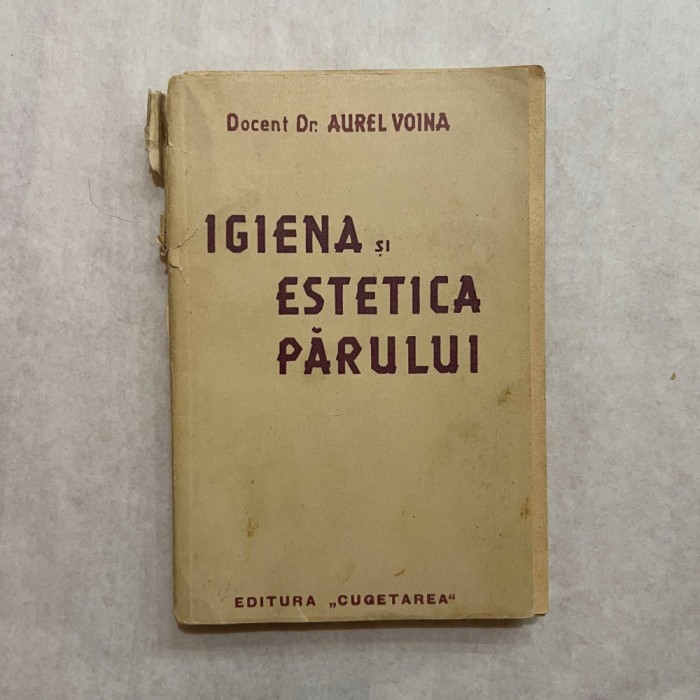 Docent Dr. AUREL VOINA
IGIENA ȘI
ESTETICA
PĂRULUI
EDITURA „CUGETAREA“